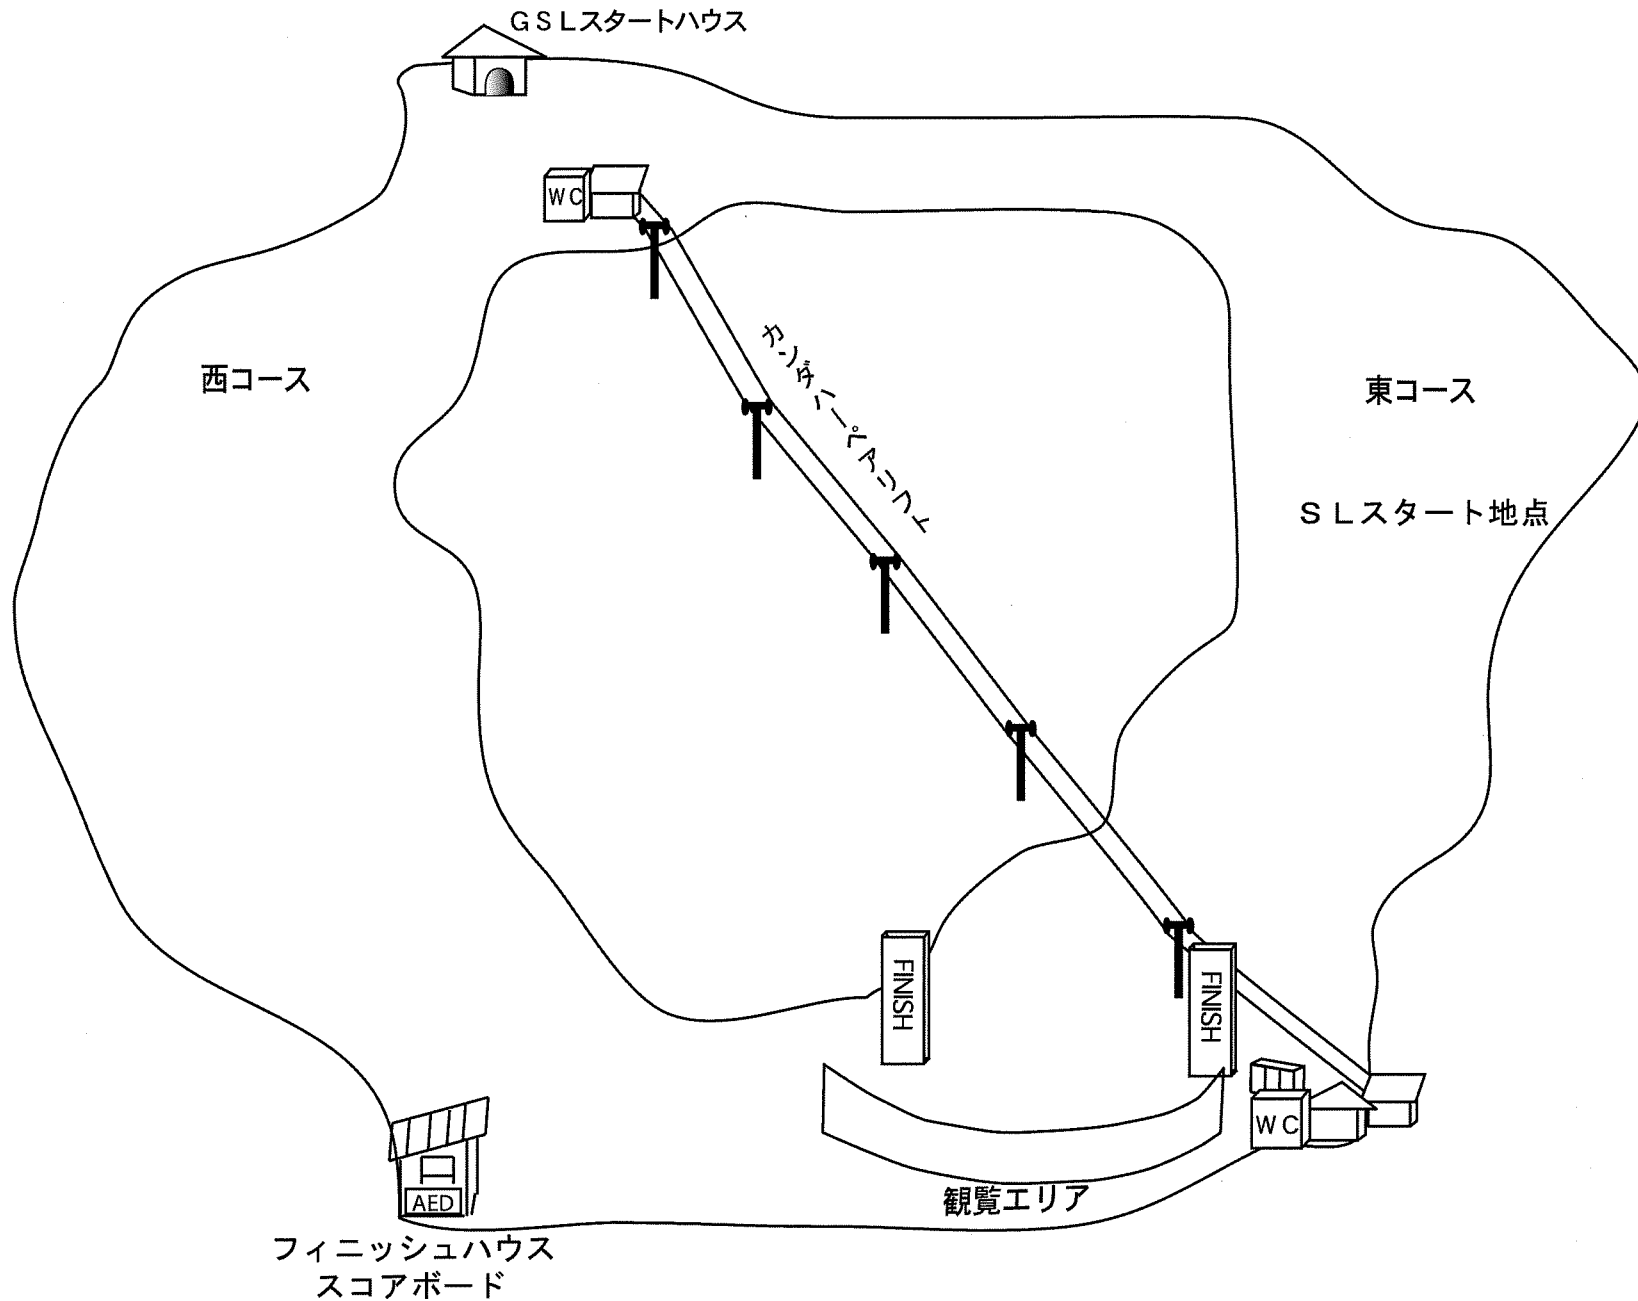 ＧＳＬスタートハウス
ＷＣ
カンダハーペアリフト
西コース
東コース
ＳＬスタート地点
FINISH
FINISH
ＷＣ
AED
観覧エリア
フィニッシュハウス
スコアボード